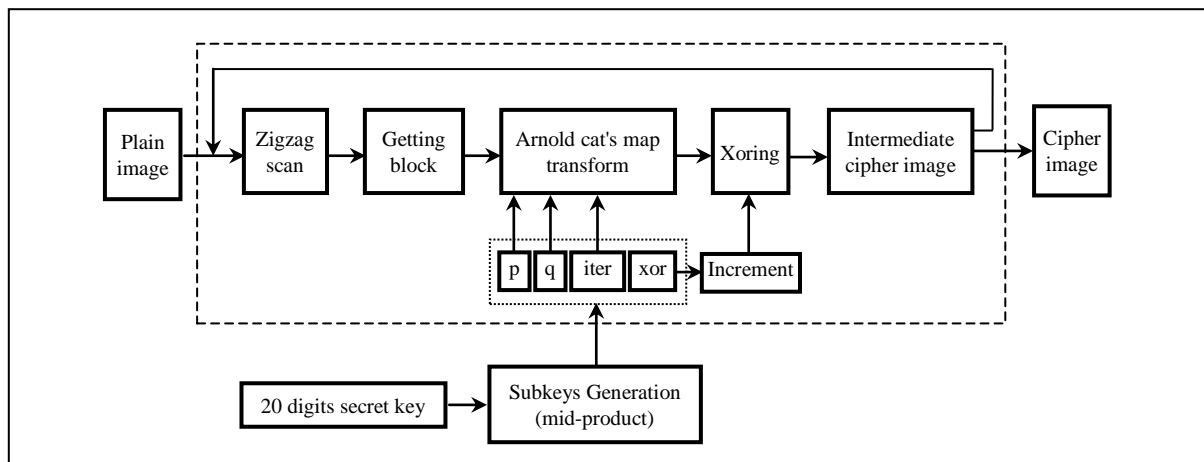 Plain
image
Zigzag
scan
Getting
block
Arnold cat's map
transform
Xoring
Intermediate
cipher image
Cipher
image
p
q
iter
xor
Increment
20 digits secret key
Subkeys Generation
(mid-product)